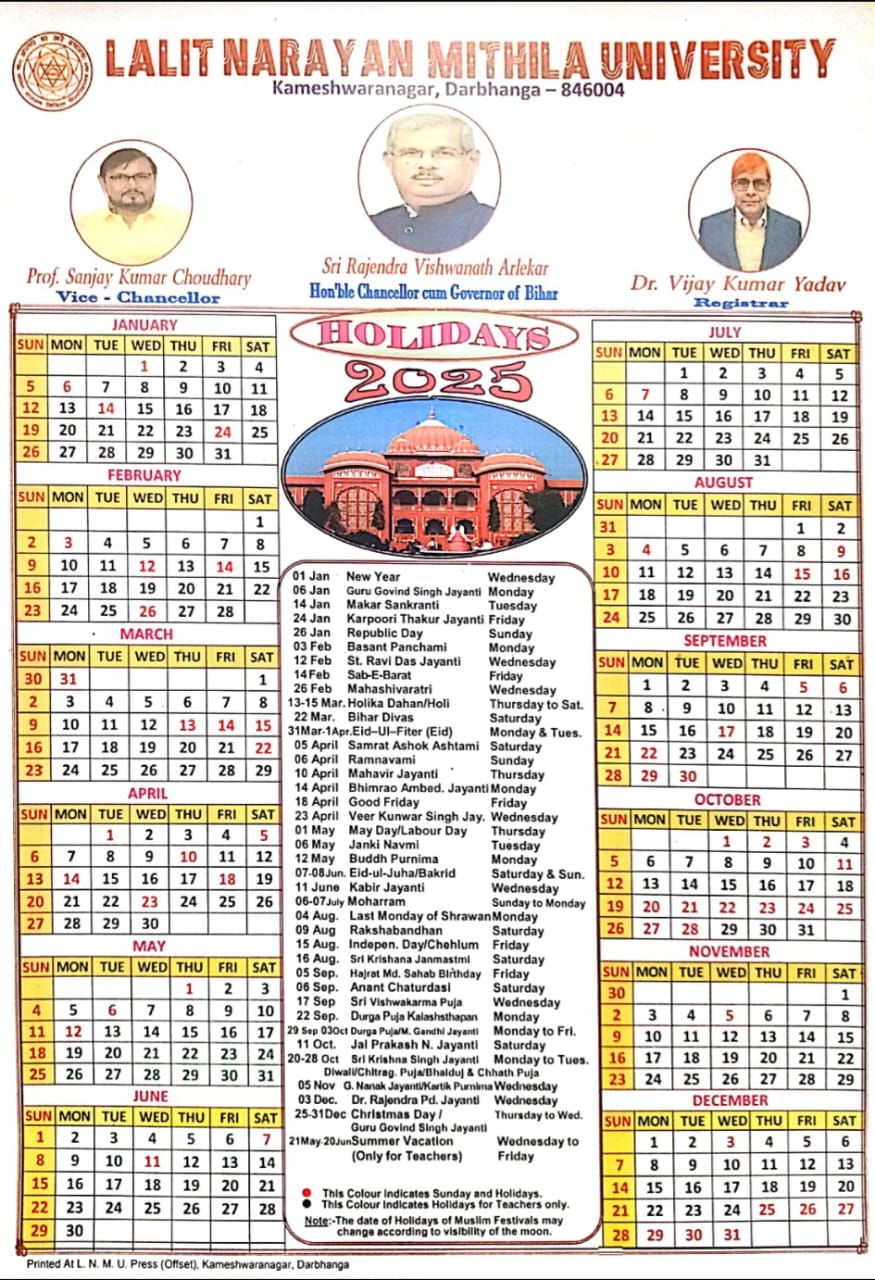 LALIT NARAYAN MITHILA UNIVERSITY
Kameshwaranagar, Darbhanga – 846004
Prof. Sanjay Kumar Choudhary
Vice - Chancellor
Sri Rajendra Vishwanath Arlekar
Hon'ble Chancellor cum Governor of Bihar
Dr. Vijay Kumar Yadav
Registrar
JANUARY
SUN MON TUE WED THU FRI SAT
1 2 3 4
5 6 7 8 9 10 11
12 13 14 15 16 17 18
19 20 21 22 23 24 25
26 27 28 29 30 31
FEBRUARY
SUN MON TUE WED THU FRI SAT
1
2 3 4 5 6 7 8
9 10 11 12 13 14 15
16 17 18 19 20 21 22
23 24 25 26 27 28
MARCH
SUN MON TUE WED THU FRI SAT
30 31 1
2 3 4 5 6 7 8
9 10 11 12 13 14 15
16 17 18 19 20 21 22
23 24 25 26 27 28 29
APRIL
SUN MON TUE WED THU FRI SAT
1 2 3 4 5
6 7 8 9 10 11 12
13 14 15 16 17 18 19
20 21 22 23 24 25 26
27 28 29 30
MAY
SUN MON TUE WED THU FRI SAT
1 2 3
4 5 6 7 8 9 10
11 12 13 14 15 16 17
18 19 20 21 22 23 24
25 26 27 28 29 30 31
JUNE
SUN MON TUE WED THU FRI SAT
1 2 3 4 5 6 7
8 9 10 11 12 13 14
15 16 17 18 19 20 21
22 23 24 25 26 27 28
29 30
HOLIDAYS
2025
01 Jan New Year Wednesday
06 Jan Guru Govind Singh Jayanti Monday
14 Jan Makar Sankranti Tuesday
24 Jan Karpoori Thakur Jayanti Friday
26 Jan Republic Day Sunday
03 Feb Basant Panchami Monday
12 Feb St. Ravi Das Jayanti Wednesday
14 Feb Sab-E-Barat Friday
26 Feb Mahashivaratri Wednesday
13-15 Mar. Holika Dahan/Holi Thursday to Sat.
22 Mar. Bihar Divas Saturday
31Mar-1Apr. Eid–Ul–Fiter (Eid) Monday & Tues.
05 April Samrat Ashok Ashtami Saturday
06 April Ramnavami Sunday
10 April Mahavir Jayanti Thursday
14 April Bhimrao Ambed. Jayanti Monday
18 April Good Friday Friday
23 April Veer Kunwar Singh Jay. Wednesday
01 May May Day/Labour Day Thursday
06 May Janki Navmi Tuesday
12 May Buddh Purnima Monday
07-08Jun. Eid-ul-Juha/Bakrid Saturday & Sun.
11 June Kabir Jayanti Wednesday
06-07July Moharram Sunday to Monday
04 Aug. Last Monday of Shrawan Monday
09 Aug Rakshabandhan Saturday
15 Aug. Indepen. Day/Chehlum Friday
16 Aug. Sri Krishana Janmastmi Saturday
05 Sep. Hajrat Md. Sahab Birthday Friday
06 Sep. Anant Chaturdasi Saturday
17 Sep Sri Vishwakarma Puja Wednesday
22 Sep. Durga Puja Kalashsthapan Monday
29 Sep 03Oct Durga Puja/M. Gandhi Jayanti Monday to Fri.
11 Oct. Jai Prakash N. Jayanti Saturday
20-28 Oct Sri Krishna Singh Jayanti Monday to Tues.
Diwali/Chitrag. Puja/Bhaiduj & Chhath Puja
05 Nov G. Nanak Jayanti/Kartik Purnima Wednesday
03 Dec. Dr. Rajendra Pd. Jayanti Wednesday
25-31Dec Christmas Day / Thursday to Wed.
Guru Govind Singh Jayanti
21May-20Jun Summer Vacation Wednesday to
(Only for Teachers) Friday
This Colour Indicates Sunday and Holidays.
This Colour Indicates Holidays for Teachers only.
Note:-The date of Holidays of Muslim Festivals may
change according to visibility of the moon.
JULY
SUN MON TUE WED THU FRI SAT
1 2 3 4 5
6 7 8 9 10 11 12
13 14 15 16 17 18 19
20 21 22 23 24 25 26
27 28 29 30 31
AUGUST
SUN MON TUE WED THU FRI SAT
31 1 2
3 4 5 6 7 8 9
10 11 12 13 14 15 16
17 18 19 20 21 22 23
24 25 26 27 28 29 30
SEPTEMBER
SUN MON TUE WED THU FRI SAT
1 2 3 4 5 6
7 8 9 10 11 12 13
14 15 16 17 18 19 20
21 22 23 24 25 26 27
28 29 30
OCTOBER
SUN MON TUE WED THU FRI SAT
1 2 3 4
5 6 7 8 9 10 11
12 13 14 15 16 17 18
19 20 21 22 23 24 25
26 27 28 29 30 31
NOVEMBER
SUN MON TUE WED THU FRI SAT
30 1
2 3 4 5 6 7 8
9 10 11 12 13 14 15
16 17 18 19 20 21 22
23 24 25 26 27 28 29
DECEMBER
SUN MON TUE WED THU FRI SAT
1 2 3 4 5 6
7 8 9 10 11 12 13
14 15 16 17 18 19 20
21 22 23 24 25 26 27
28 29 30 31
Printed At L. N. M. U. Press (Offset), Kameshwaranagar, Darbhanga